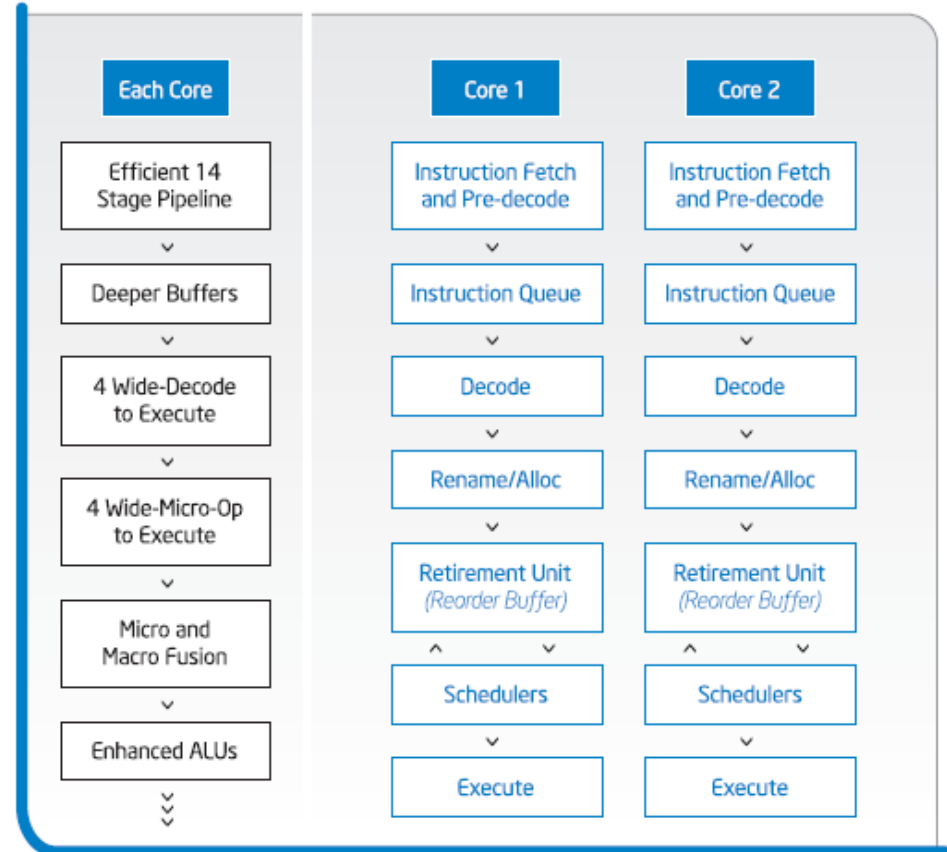 Each Core
Efficient 14
Stage Pipeline
Deeper Buffers
4 Wide-Decode
to Execute
4 Wide-Micro-Op
to Execute
Micro and
Macro Fusion
Enhanced ALUs
Core 1
Instruction Fetch
and Pre-decode
Instruction Queue
Decode
Rename/Alloc
Retirement Unit
(Reorder Buffer)
Schedulers
Execute
Core 2
Instruction Fetch
and Pre-decode
Instruction Queue
Decode
Rename/Alloc
Retirement Unit
(Reorder Buffer)
Schedulers
Execute